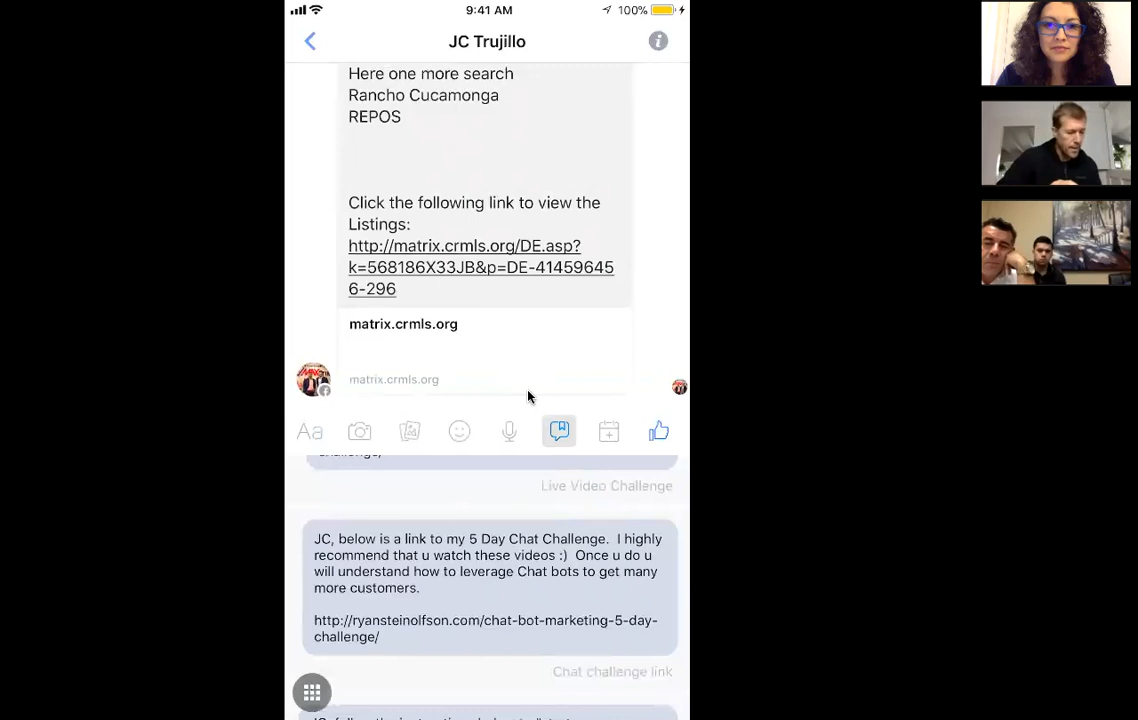 9:41 AM
100%
JC Trujillo
Here one more search
Rancho Cucamonga
REPOS
Click the following link to view the
Listings:
http://matrix.crmls.org/DE.asp?
k=568186X33JB&p=DE-41459645
6-296
matrix.crmls.org
matrix.crmls.org
Aa
Live Video Challenge
JC, below is a link to my 5 Day Chat Challenge. I highly
recommend that u watch these videos :) Once u do u
will understand how to leverage Chat bots to get many
more customers.
http://ryansteinolfson.com/chat-bot-marketing-5-day-
challenge/
Chat challenge link